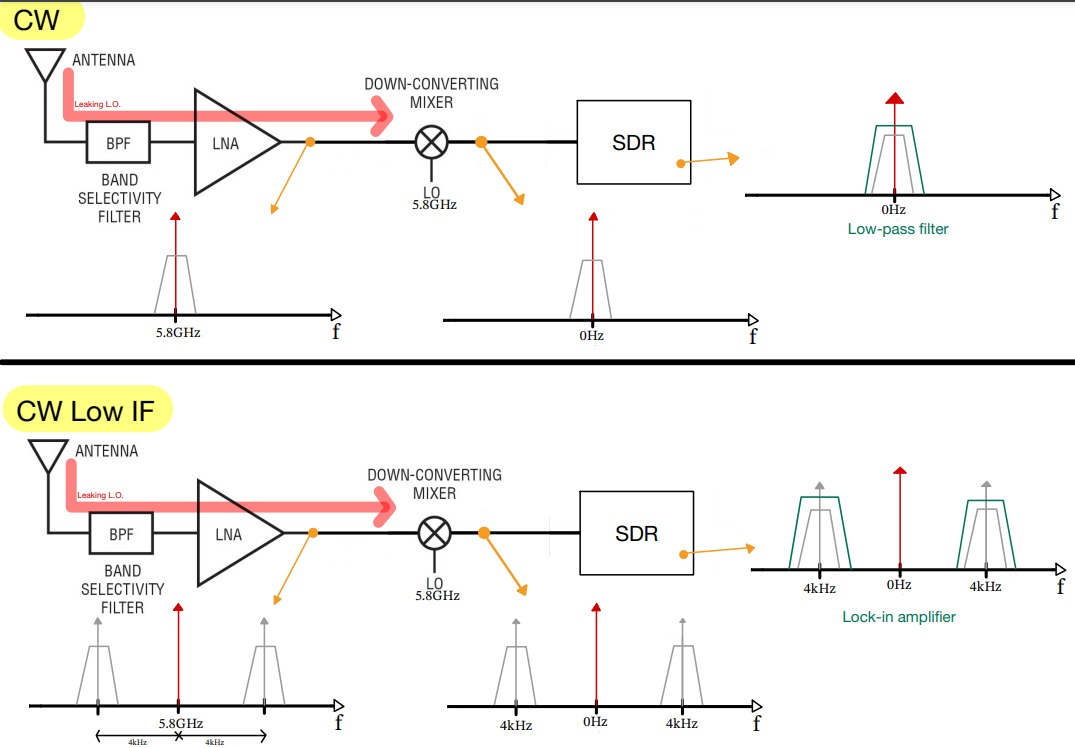 CW
ANTENNA
Leaking L.O.
BPF
BAND
SELECTIVITY
FILTER
LNA
DOWN-CONVERTING
MIXER
LO
5.8GHz
SDR
0Hz
f
Low-pass filter
5.8GHz
f
0Hz
f
CW Low IF
ANTENNA
Leaking L.O.
BPF
BAND
SELECTIVITY
FILTER
LNA
DOWN-CONVERTING
MIXER
LO
5.8GHz
SDR
4kHz
0Hz
4kHz
f
Lock-in amplifier
5.8GHz
f
4kHz
4kHz
4kHz
0Hz
4kHz
f